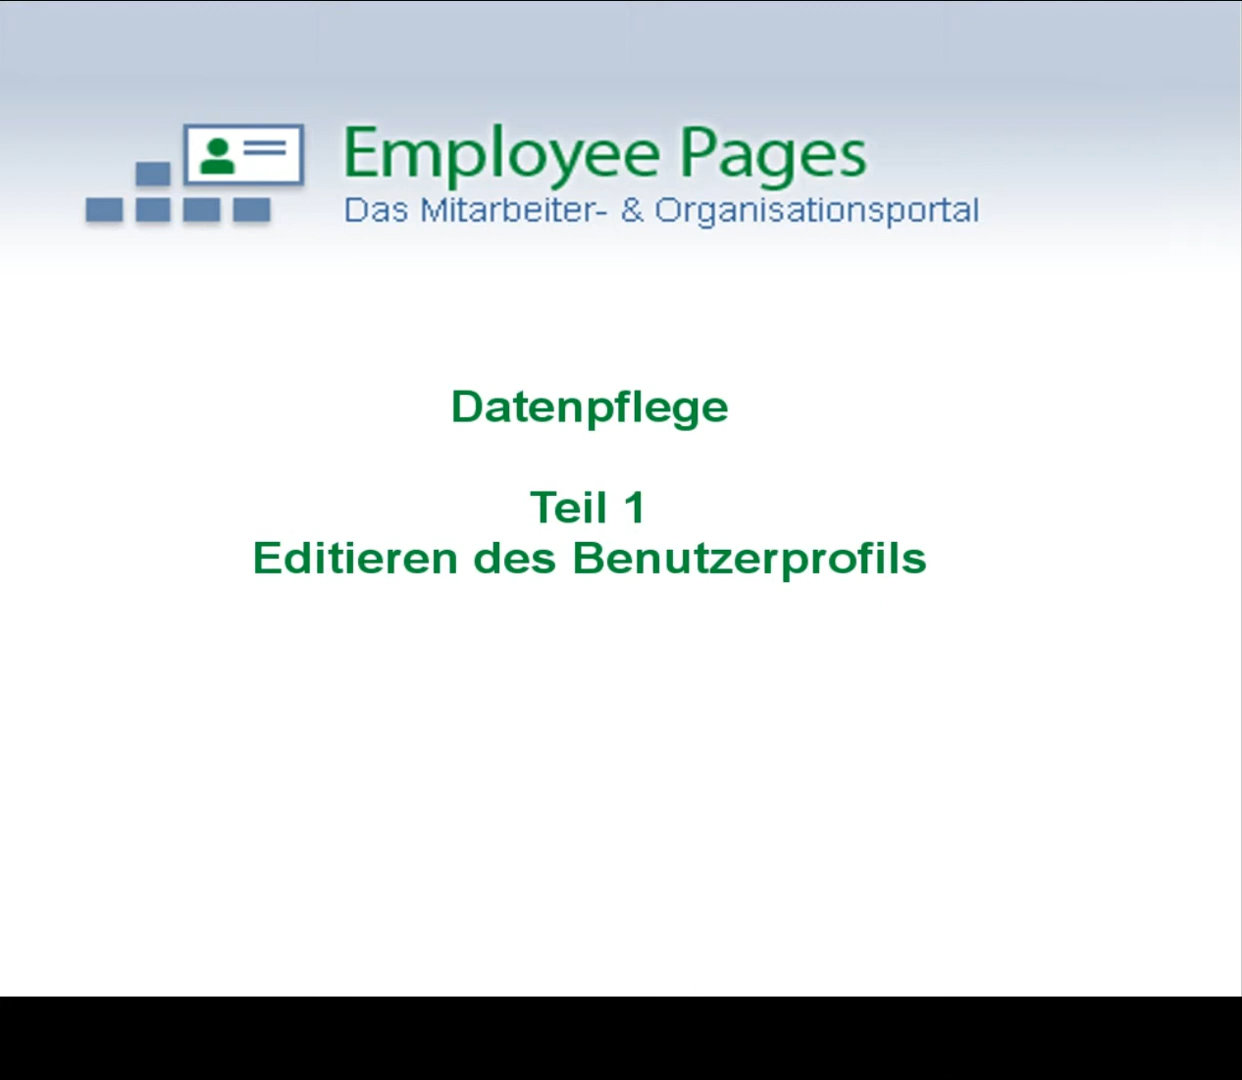 Employee Pages
Das Mitarbeiter- & Organisationsportal
Datenpflege
Teil 1
Editieren des Benutzerprofils